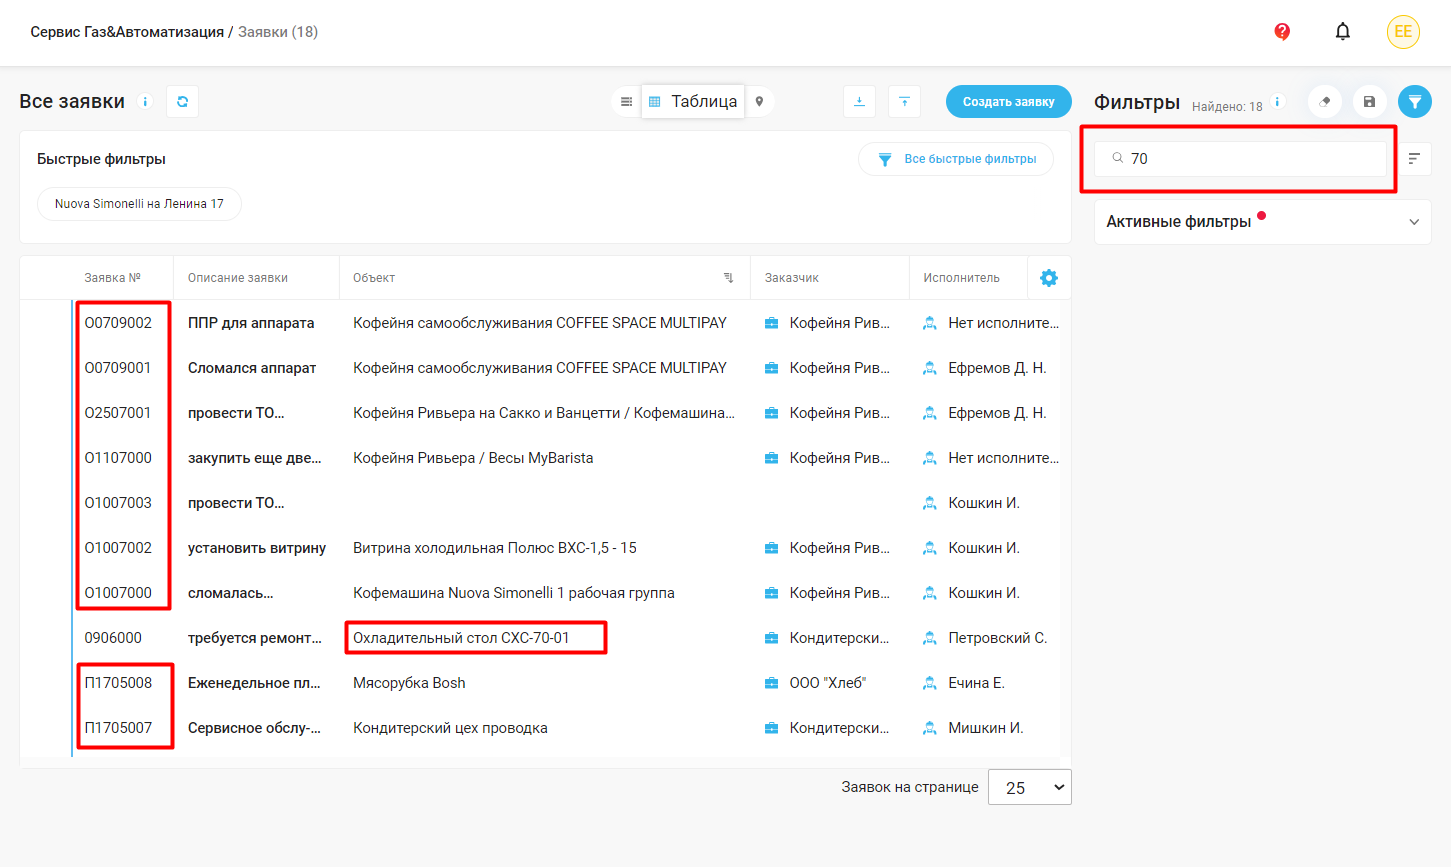 Сервис Газ&Автоматизация / Заявки (18)
EE
Все заявки
Таблица
Создать заявку
Фильтры Найдено: 18
70
Активные фильтры
Быстрые фильтры
Все быстрые фильтры
Nuova Simonelli на Ленина 17
Заявка № Описание заявки Объект Заказчик Исполнитель
О0709002 ППР для аппарата Кофейня самообслуживания COFFEE SPACE MULTIPAY Кофейня Рив... Нет исполните...
О0709001 Сломался аппарат Кофейня самообслуживания COFFEE SPACE MULTIPAY Кофейня Рив... Ефремов Д. Н.
О2507001 провести ТО... Кофейня Ривьера на Сакко и Ванцетти / Кофемашина... Кофейня Рив... Ефремов Д. Н.
О1107000 закупить еще две... Кофейня Ривьера / Весы MyBarista Кофейня Рив... Нет исполните...
О1007003 провести ТО... Кошкин И.
О1007002 установить витрину Витрина холодильная Полюс ВХС-1,5 - 15 Кофейня Рив... Кошкин И.
О1007000 сломалась... Кофемашина Nuova Simonelli 1 рабочая группа Кофейня Рив... Кошкин И.
0906000 требуется ремонт... Охладительный стол СХС-70-01 Кондитерски... Петровский С.
П1705008 Еженедельное пл... Мясорубка Bosh ООО "Хлеб" Ечина Е.
П1705007 Сервисное обслу-... Кондитерский цех проводка Кондитерски... Мишкин И.
Заявок на странице 25